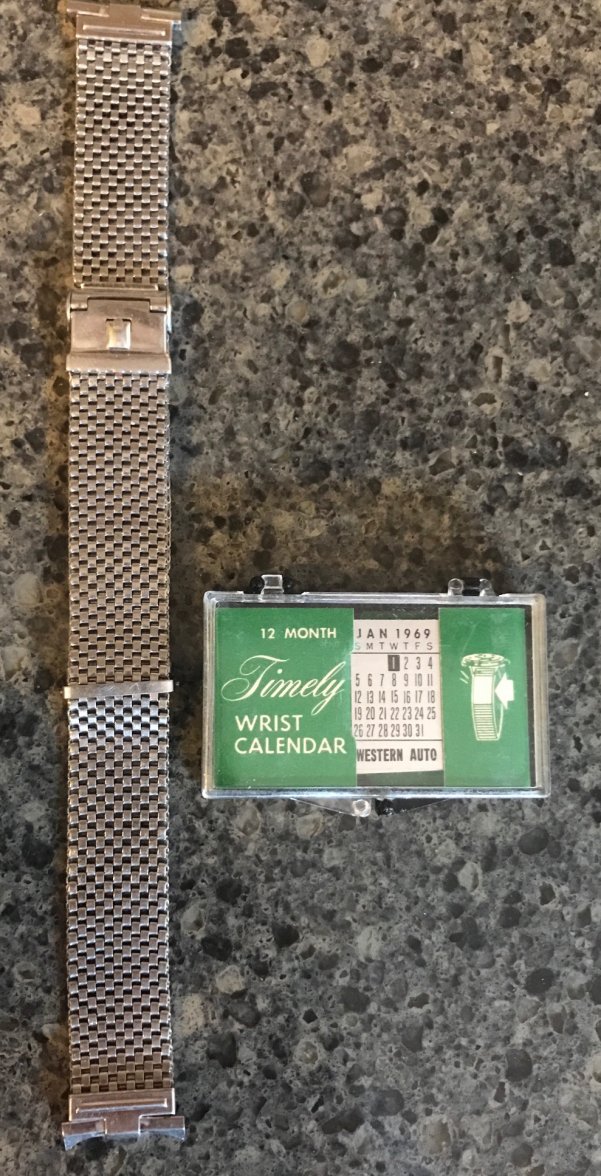 12 MONTH
Timely
WRIST
CALENDAR
JAN 1969
S M T W T F S
1 2 3 4
5 6 7 8 9 10 11
12 13 14 15 16 17 18
19 20 21 22 23 24 25
26 27 28 29 30 31
WESTERN AUTO